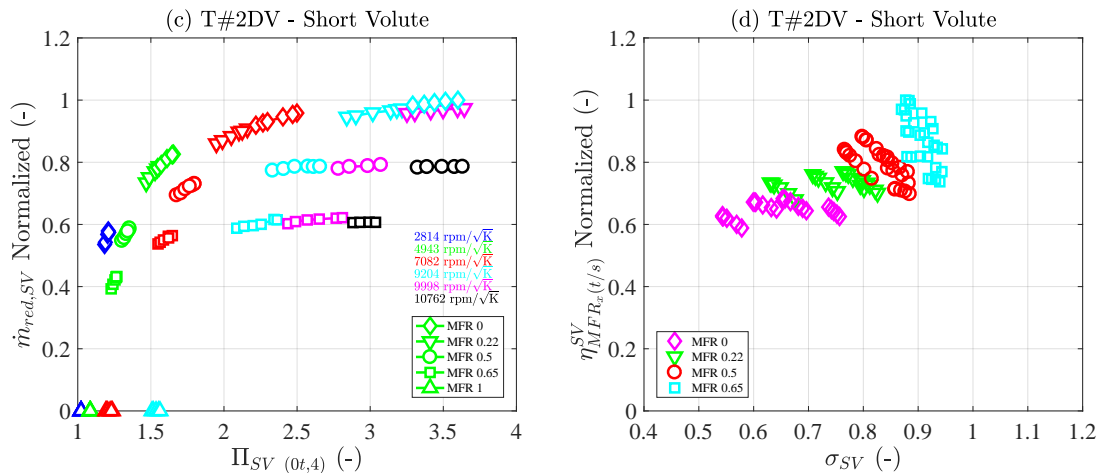 (c) T#2DV - Short Volute
ṁ_red,SV Normalized (-)
1.2
1
0.8
0.6
0.4
0.2
0
1
1.5
2
2.5
3
3.5
4
Π_SV (0t,4) (-)
2814 rpm/√K
4943 rpm/√K
7082 rpm/√K
9204 rpm/√K
9998 rpm/√K
10762 rpm/√K
MFR 0
MFR 0.22
MFR 0.5
MFR 0.65
MFR 1
(d) T#2DV - Short Volute
η^SV_MFR_x(t/s) Normalized (-)
1.2
1
0.8
0.6
0.4
0.2
0
0.4
0.5
0.6
0.7
0.8
0.9
1
1.1
1.2
σ_SV (-)
MFR 0
MFR 0.22
MFR 0.5
MFR 0.65